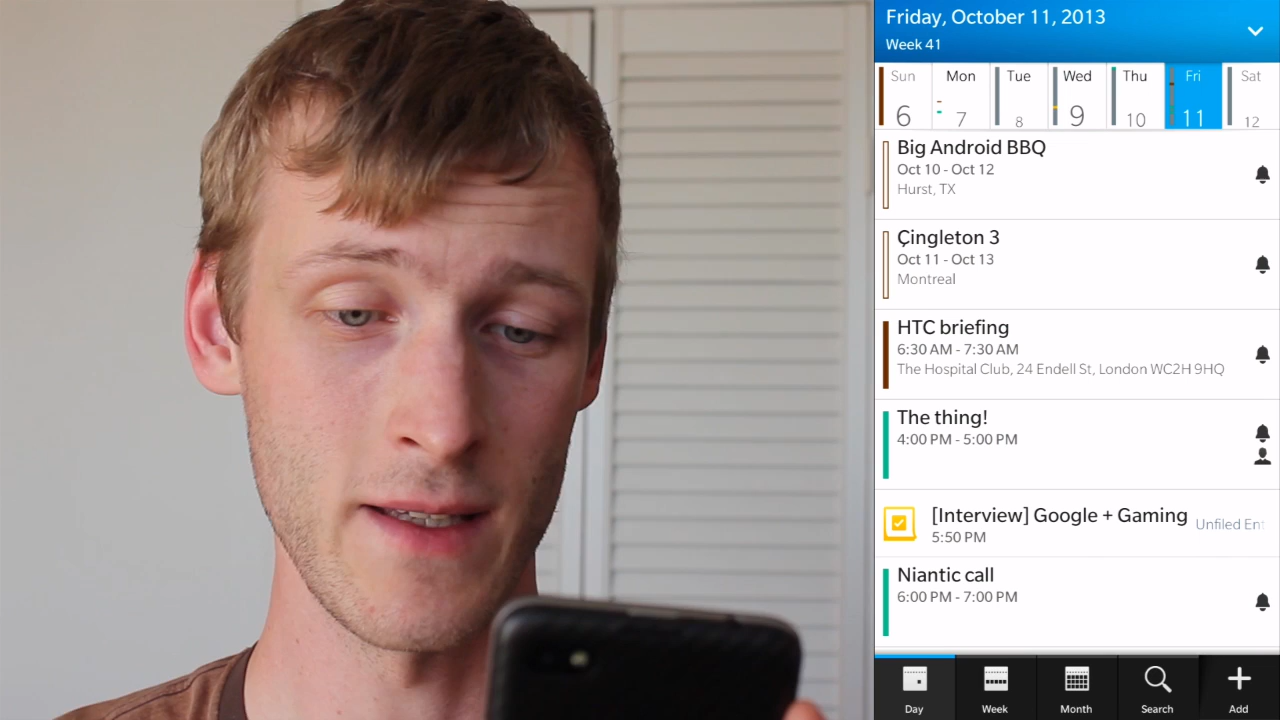 Friday, October 11, 2013
Week 41
Sun Mon Tue Wed Thu Fri Sat
6 7 8 9 10 11 12
Big Android BBQ
Oct 10 - Oct 12
Hurst, TX
Çingleton 3
Oct 11 - Oct 13
Montreal
HTC briefing
6:30 AM - 7:30 AM
The Hospital Club, 24 Endell St, London WC2H 9HQ
The thing!
4:00 PM - 5:00 PM
[Interview] Google + Gaming Unfiled Ent
5:50 PM
Niantic call
6:00 PM - 7:00 PM
Day Week Month Search Add